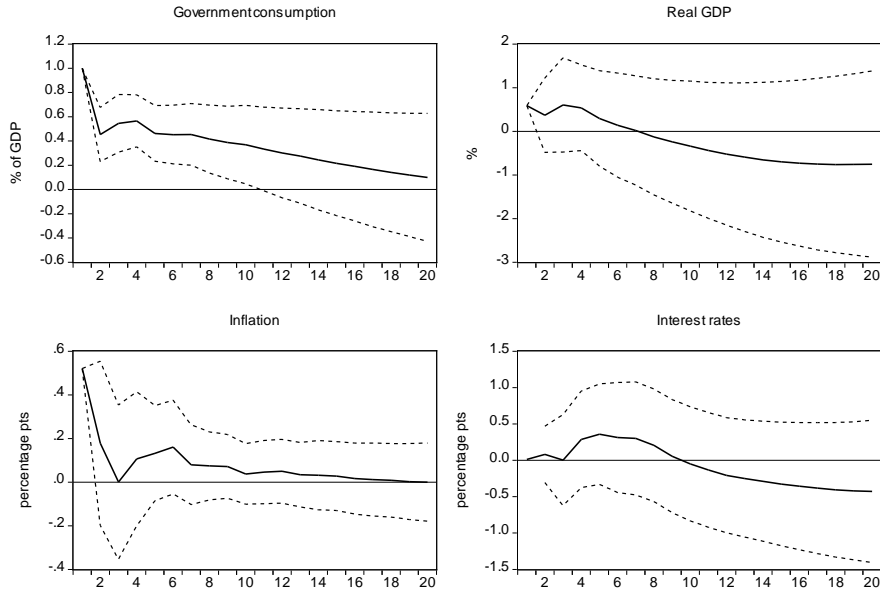 Government consumption
% of GDP
1.2
1.0
0.8
0.6
0.4
0.2
0.0
-0.2
-0.4
-0.6
2 4 6 8 10 12 14 16 18 20
Real GDP
%
2
1
0
-1
-2
-3
2 4 6 8 10 12 14 16 18 20
Inflation
percentage pts
.6
.4
.2
.0
-.2
-.4
2 4 6 8 10 12 14 16 18 20
Interest rates
percentage pts
1.5
1.0
0.5
0.0
-0.5
-1.0
-1.5
2 4 6 8 10 12 14 16 18 20